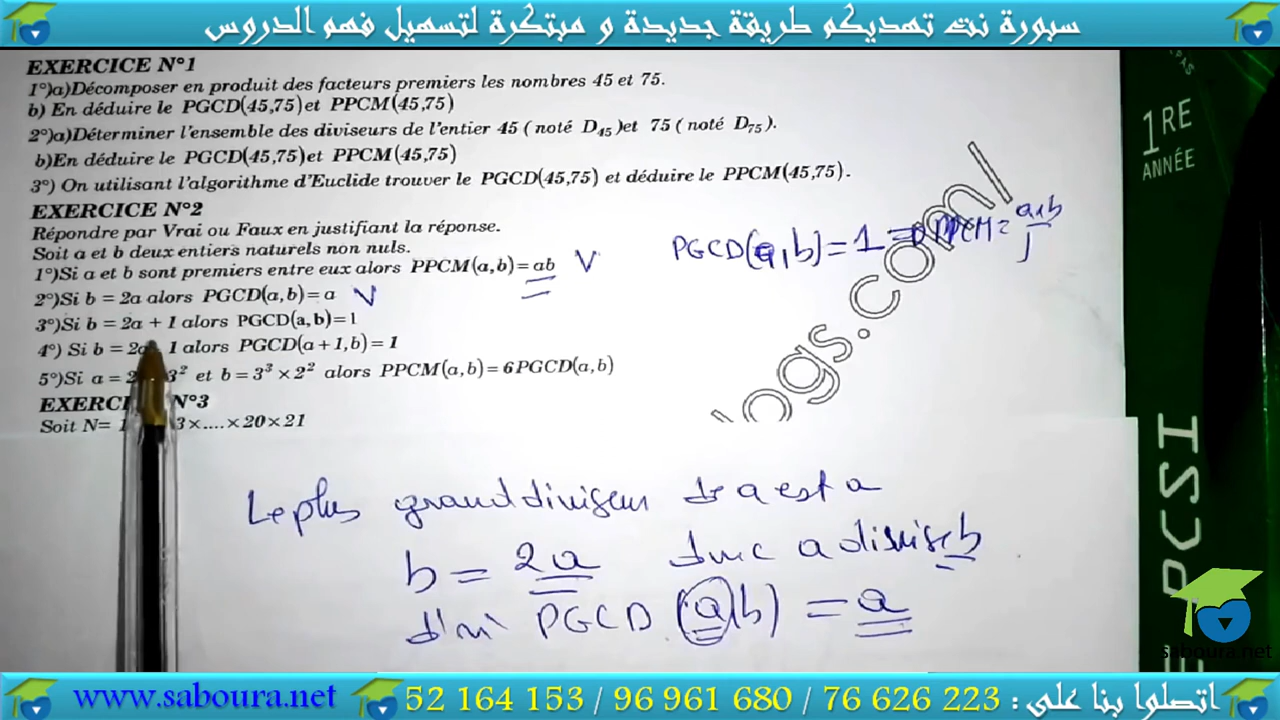 سبورة نت تهديكم طريقة جديدة و مبتكرة لتسهيل فهم الدروس
EXERCICE N°1
1°)a)Décomposer en produit des facteurs premiers les nombres 45 et 75.
b) En déduire le PGCD(45,75)et PPCM(45,75)
2°)a)Déterminer l'ensemble des diviseurs de l'entier 45 ( noté D₄₅)et 75 ( noté D₇₅).
b)En déduire le PGCD(45,75)et PPCM(45,75)
3°) On utilisant l'algorithme d'Euclide trouver le PGCD(45,75) et déduire le PPCM(45,75).
EXERCICE N°2
Répondre par Vrai ou Faux en justifiant la réponse.
Soit a et b deux entiers naturels non nuls.
1°)Si a et b sont premiers entre eux alors PPCM(a,b)=ab V
PGCD(a,b)=1
2°)Si b = 2a alors PGCD(a,b)=a V
3°)Si b = 2a + 1 alors PGCD(a,b)=1
4°) Si b = 2a 1 alors PGCD(a+1,b)=1
5°)Si a = 2 3² et b = 3³ × 2² alors PPCM(a,b)=6PGCD(a,b)
EXERCI N°3
Soit N= 1 3×....×20×21
Le plus grand diviseur de a est a
b = 2a donc a divise b
d'où PGCD (a,b) = a
1RE
ANNÉE
logs.com/
saboura.net
www.saboura.net 52 164 153 / 96 961 680 / 76 626 223 اتصلوا بنا على :